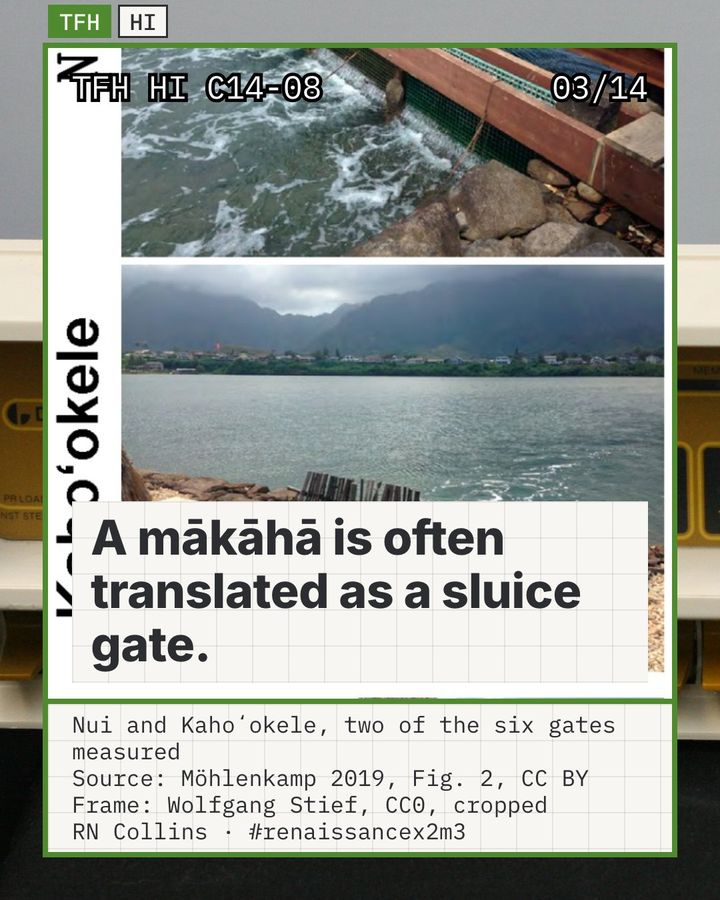 TFH HI
TFH HI C14-08 03/14
Kahoʻokele
A mākāhā is often
translated as a sluice
gate.
Nui and Kahoʻokele, two of the six gates
measured
Source: Möhlenkamp 2019, Fig. 2, CC BY
Frame: Wolfgang Stief, CC0, cropped
RN Collins · #renaissancex2m3